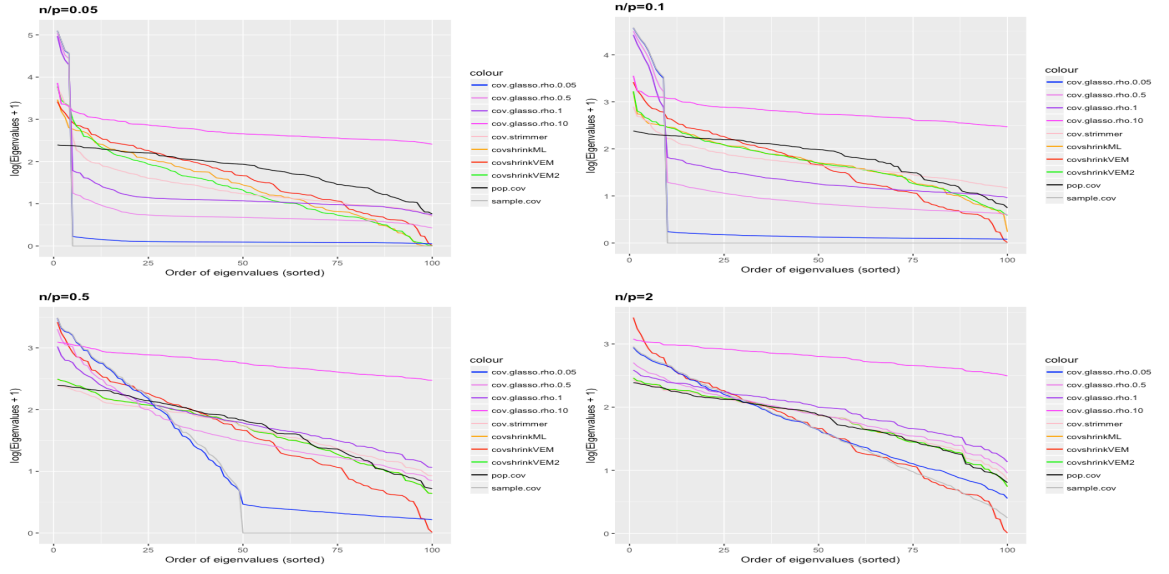 n/p=0.05
log(Eigenvalues + 1)
5
4
3
2
1
0
0
25
50
75
100
Order of eigenvalues (sorted)
colour
cov.glasso.rho.0.05
cov.glasso.rho.0.5
cov.glasso.rho.1
cov.glasso.rho.10
cov.strimmer
covshrinkML
covshrinkVEM
covshrinkVEM2
pop.cov
sample.cov
n/p=0.1
log(Eigenvalues + 1)
4
3
2
1
0
0
25
50
75
100
Order of eigenvalues (sorted)
colour
cov.glasso.rho.0.05
cov.glasso.rho.0.5
cov.glasso.rho.1
cov.glasso.rho.10
cov.strimmer
covshrinkML
covshrinkVEM
covshrinkVEM2
pop.cov
sample.cov
n/p=0.5
log(Eigenvalues + 1)
3
2
1
0
0
25
50
75
100
Order of eigenvalues (sorted)
colour
cov.glasso.rho.0.05
cov.glasso.rho.0.5
cov.glasso.rho.1
cov.glasso.rho.10
cov.strimmer
covshrinkML
covshrinkVEM
covshrinkVEM2
pop.cov
sample.cov
n/p=2
log(Eigenvalues + 1)
3
2
1
0
0
25
50
75
100
Order of eigenvalues (sorted)
colour
cov.glasso.rho.0.05
cov.glasso.rho.0.5
cov.glasso.rho.1
cov.glasso.rho.10
cov.strimmer
covshrinkML
covshrinkVEM
covshrinkVEM2
pop.cov
sample.cov